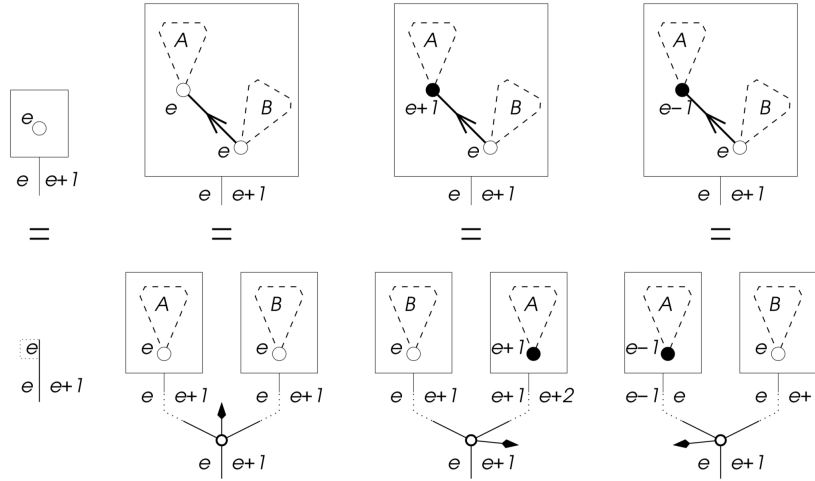 A A A
B B B
e e e+1 e-1
e e e
e e+1 e e+1 e e+1 e e+1
= = = =
A B B A A B
e e e e e+1 e-1 e
e e+1 e e+1 e e+1 e e+1 e+1 e+2 e-1 e e e+
e e+1 e e+1 e e+1